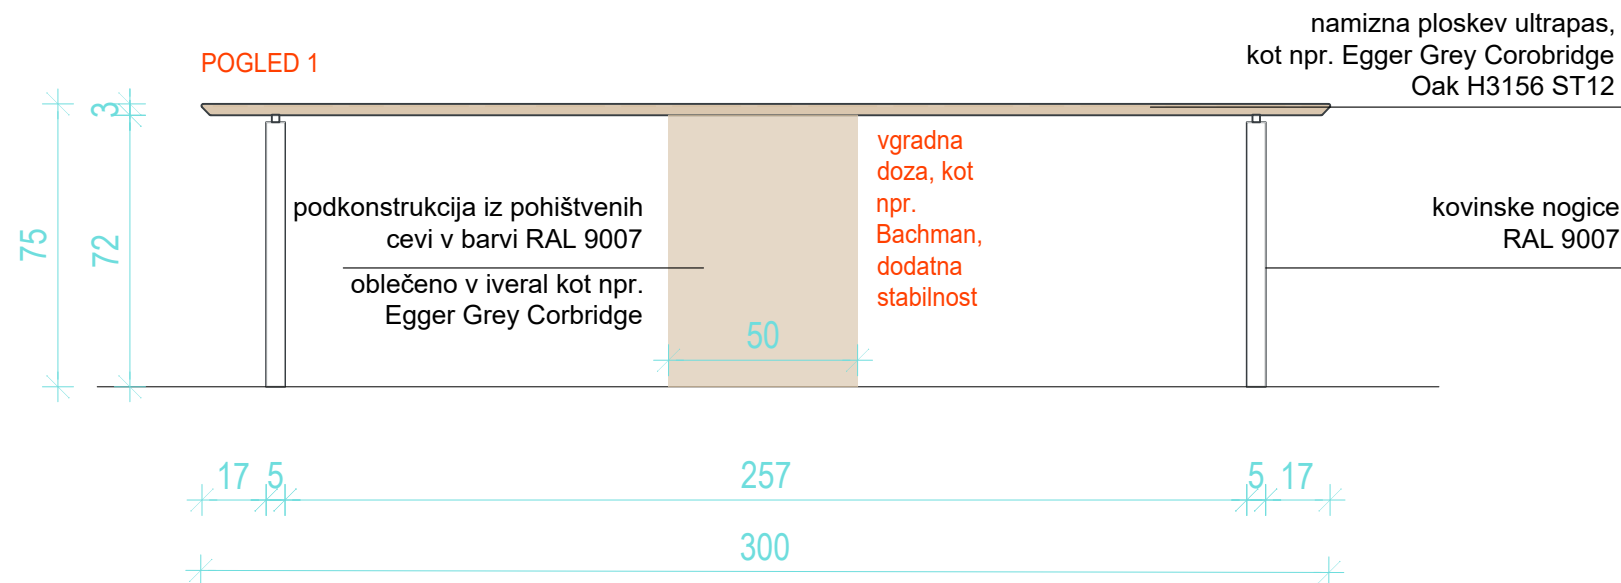 namizna ploskev ultrapas,
kot npr. Egger Grey Corobridge
Oak H3156 ST12
POGLED 1
3
75
72
podkonstrukcija iz pohištvenih
cevi v barvi RAL 9007
oblečeno v iveral kot npr.
Egger Grey Corbridge
vgradna
doza, kot
npr.
Bachman,
dodatna
stabilnost
50
kovinske nogice
RAL 9007
17 5 257 5 17
300